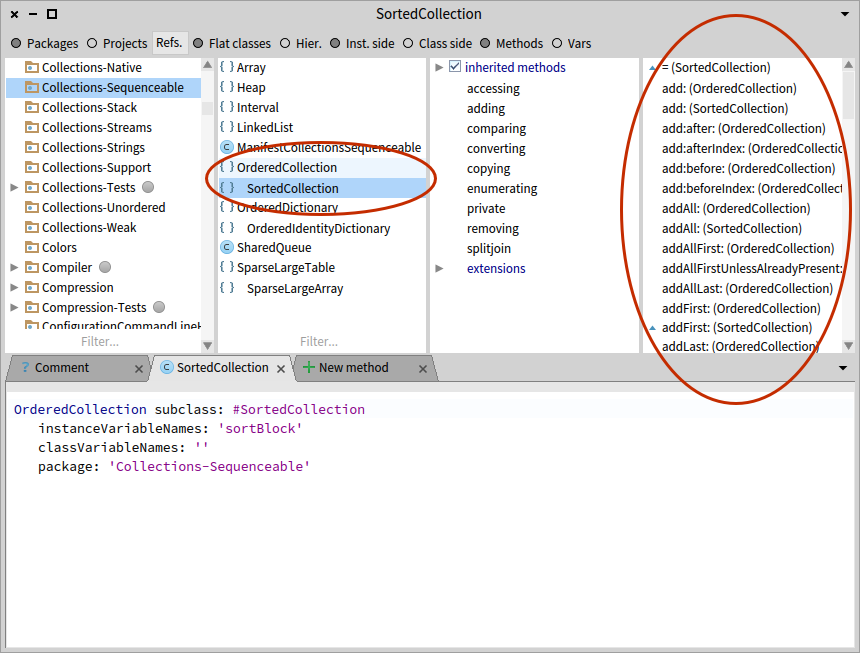 SortedCollection
Packages Projects Refs. Flat classes Hier. Inst. side Class side Methods Vars
Collections-Native
Collections-Sequenceable
Collections-Stack
Collections-Streams
Collections-Strings
Collections-Support
Collections-Tests
Collections-Unordered
Collections-Weak
Colors
Compiler
Compression
Compression-Tests
ConfigurationCommandLineH
Filter...
{ } Array
{ } Heap
{ } Interval
{ } LinkedList
C ManifestCollectionsSequenceable
{ } OrderedCollection
{ } SortedCollection
{ } OrderedDictionary
{ } OrderedIdentityDictionary
C SharedQueue
{ } SparseLargeTable
{ } SparseLargeArray
Filter...
inherited methods
accessing
adding
comparing
converting
copying
enumerating
private
removing
splitjoin
extensions
= (SortedCollection)
add: (OrderedCollection)
add: (SortedCollection)
add:after: (OrderedCollection)
add:afterIndex: (OrderedCollectic
add:before: (OrderedCollection)
add:beforeIndex: (OrderedCollect
addAll: (OrderedCollection)
addAll: (SortedCollection)
addAllFirst: (OrderedCollection)
addAllFirstUnlessAlreadyPresent:
addAllLast: (OrderedCollection)
addFirst: (OrderedCollection)
addFirst: (SortedCollection)
addLast: (OrderedCollection)
? Comment × C SortedCollection × + New method ×
OrderedCollection subclass: #SortedCollection
instanceVariableNames: 'sortBlock'
classVariableNames: ''
package: 'Collections-Sequenceable'